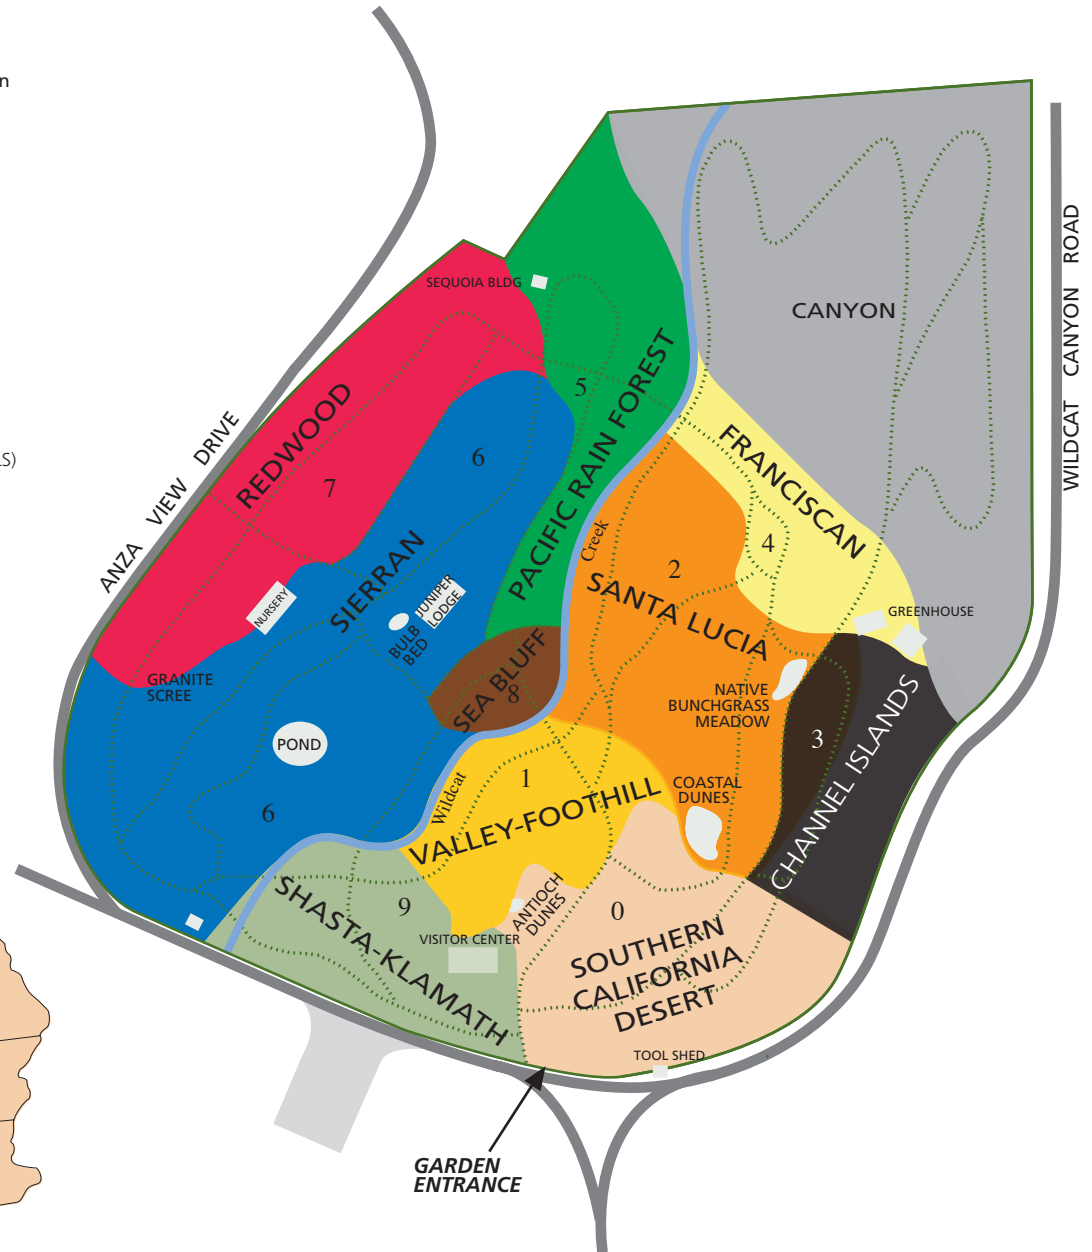 n
LS)
ANZA VIEW DRIVE
WILDCAT CANYON ROAD
SEQUOIA BLDG
CANYON
REDWOOD
7
5
PACIFIC RAIN FOREST
6
FRANCISCAN
4
Creek
2
SANTA LUCIA
SIERRAN
NURSERY
JUNIPER
LODGE
BULB
BED
GREENHOUSE
SEA BLUFF
8
GRANITE
SCREE
NATIVE
BUNCHGRASS
MEADOW
3
CHANNEL ISLANDS
POND
6
Wildcat
1
VALLEY-FOOTHILL
COASTAL
DUNES
SHASTA-KLAMATH
9
ANTIOCH
DUNES
0
VISITOR CENTER
SOUTHERN
CALIFORNIA
DESERT
TOOL SHED
GARDEN
ENTRANCE